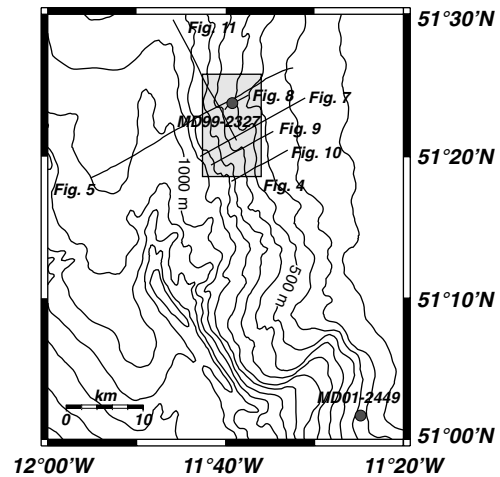 51°30'N
Fig. 11
Fig. 8
Fig. 7
MD99-2327
Fig. 9
Fig. 10
51°20'N
1000 m
Fig. 5
Fig. 4
500 m
51°10'N
km
0 10
MD01-2449
51°00'N
12°00'W 11°40'W 11°20'W